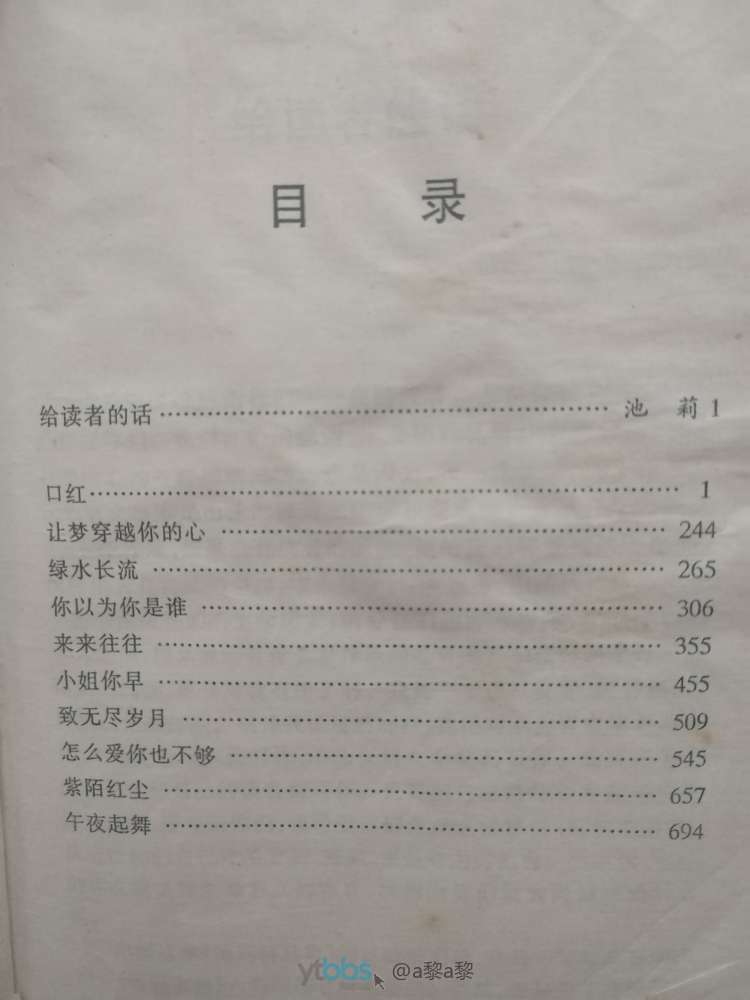 目 录
给读者的话……………………………………池 莉 1
口红……………………………………………… 1
让梦穿越你的心 …………………………………… 244
绿水长流 ………………………………………… 265
你以为你是谁 …………………………………… 306
来来往往 ………………………………………… 355
小姐你早 ………………………………………… 455
致无尽岁月 ……………………………………… 509
怎么爱你也不够 ………………………………… 545
紫陌红尘 ………………………………………… 657
午夜起舞 ………………………………………… 694
ytbbs @a黎a黎